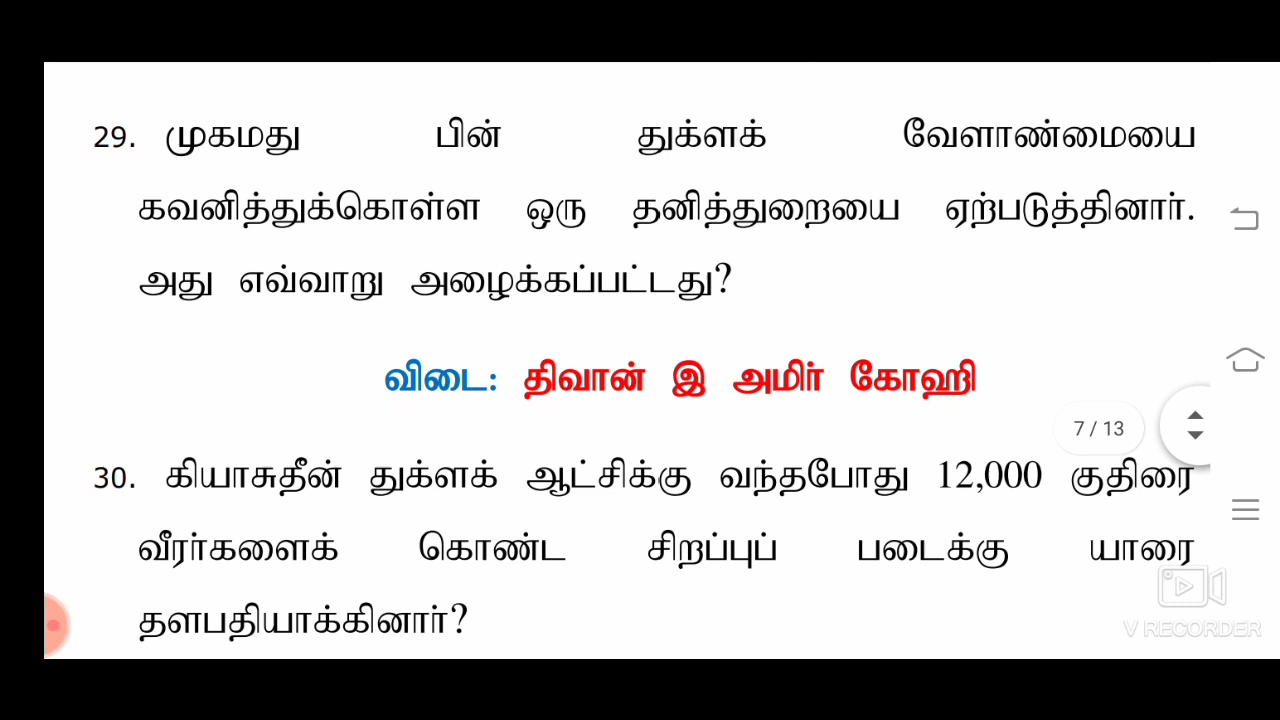 29. முகமது பின் துக்ளக் வேளாண்மையை
கவனித்துக்கொள்ள ஒரு தனித்துறையை ஏற்படுத்தினார்.
அது எவ்வாறு அழைக்கப்பட்டது?
விடை: திவான் இ அமிர் கோஹி
7 / 13
30. கியாசுதீன் துக்ளக் ஆட்சிக்கு வந்தபோது 12,000 குதிரை
வீரர்களைக் கொண்ட சிறப்புப் படைக்கு யாரை
தளபதியாக்கினார்?
V RECORDER